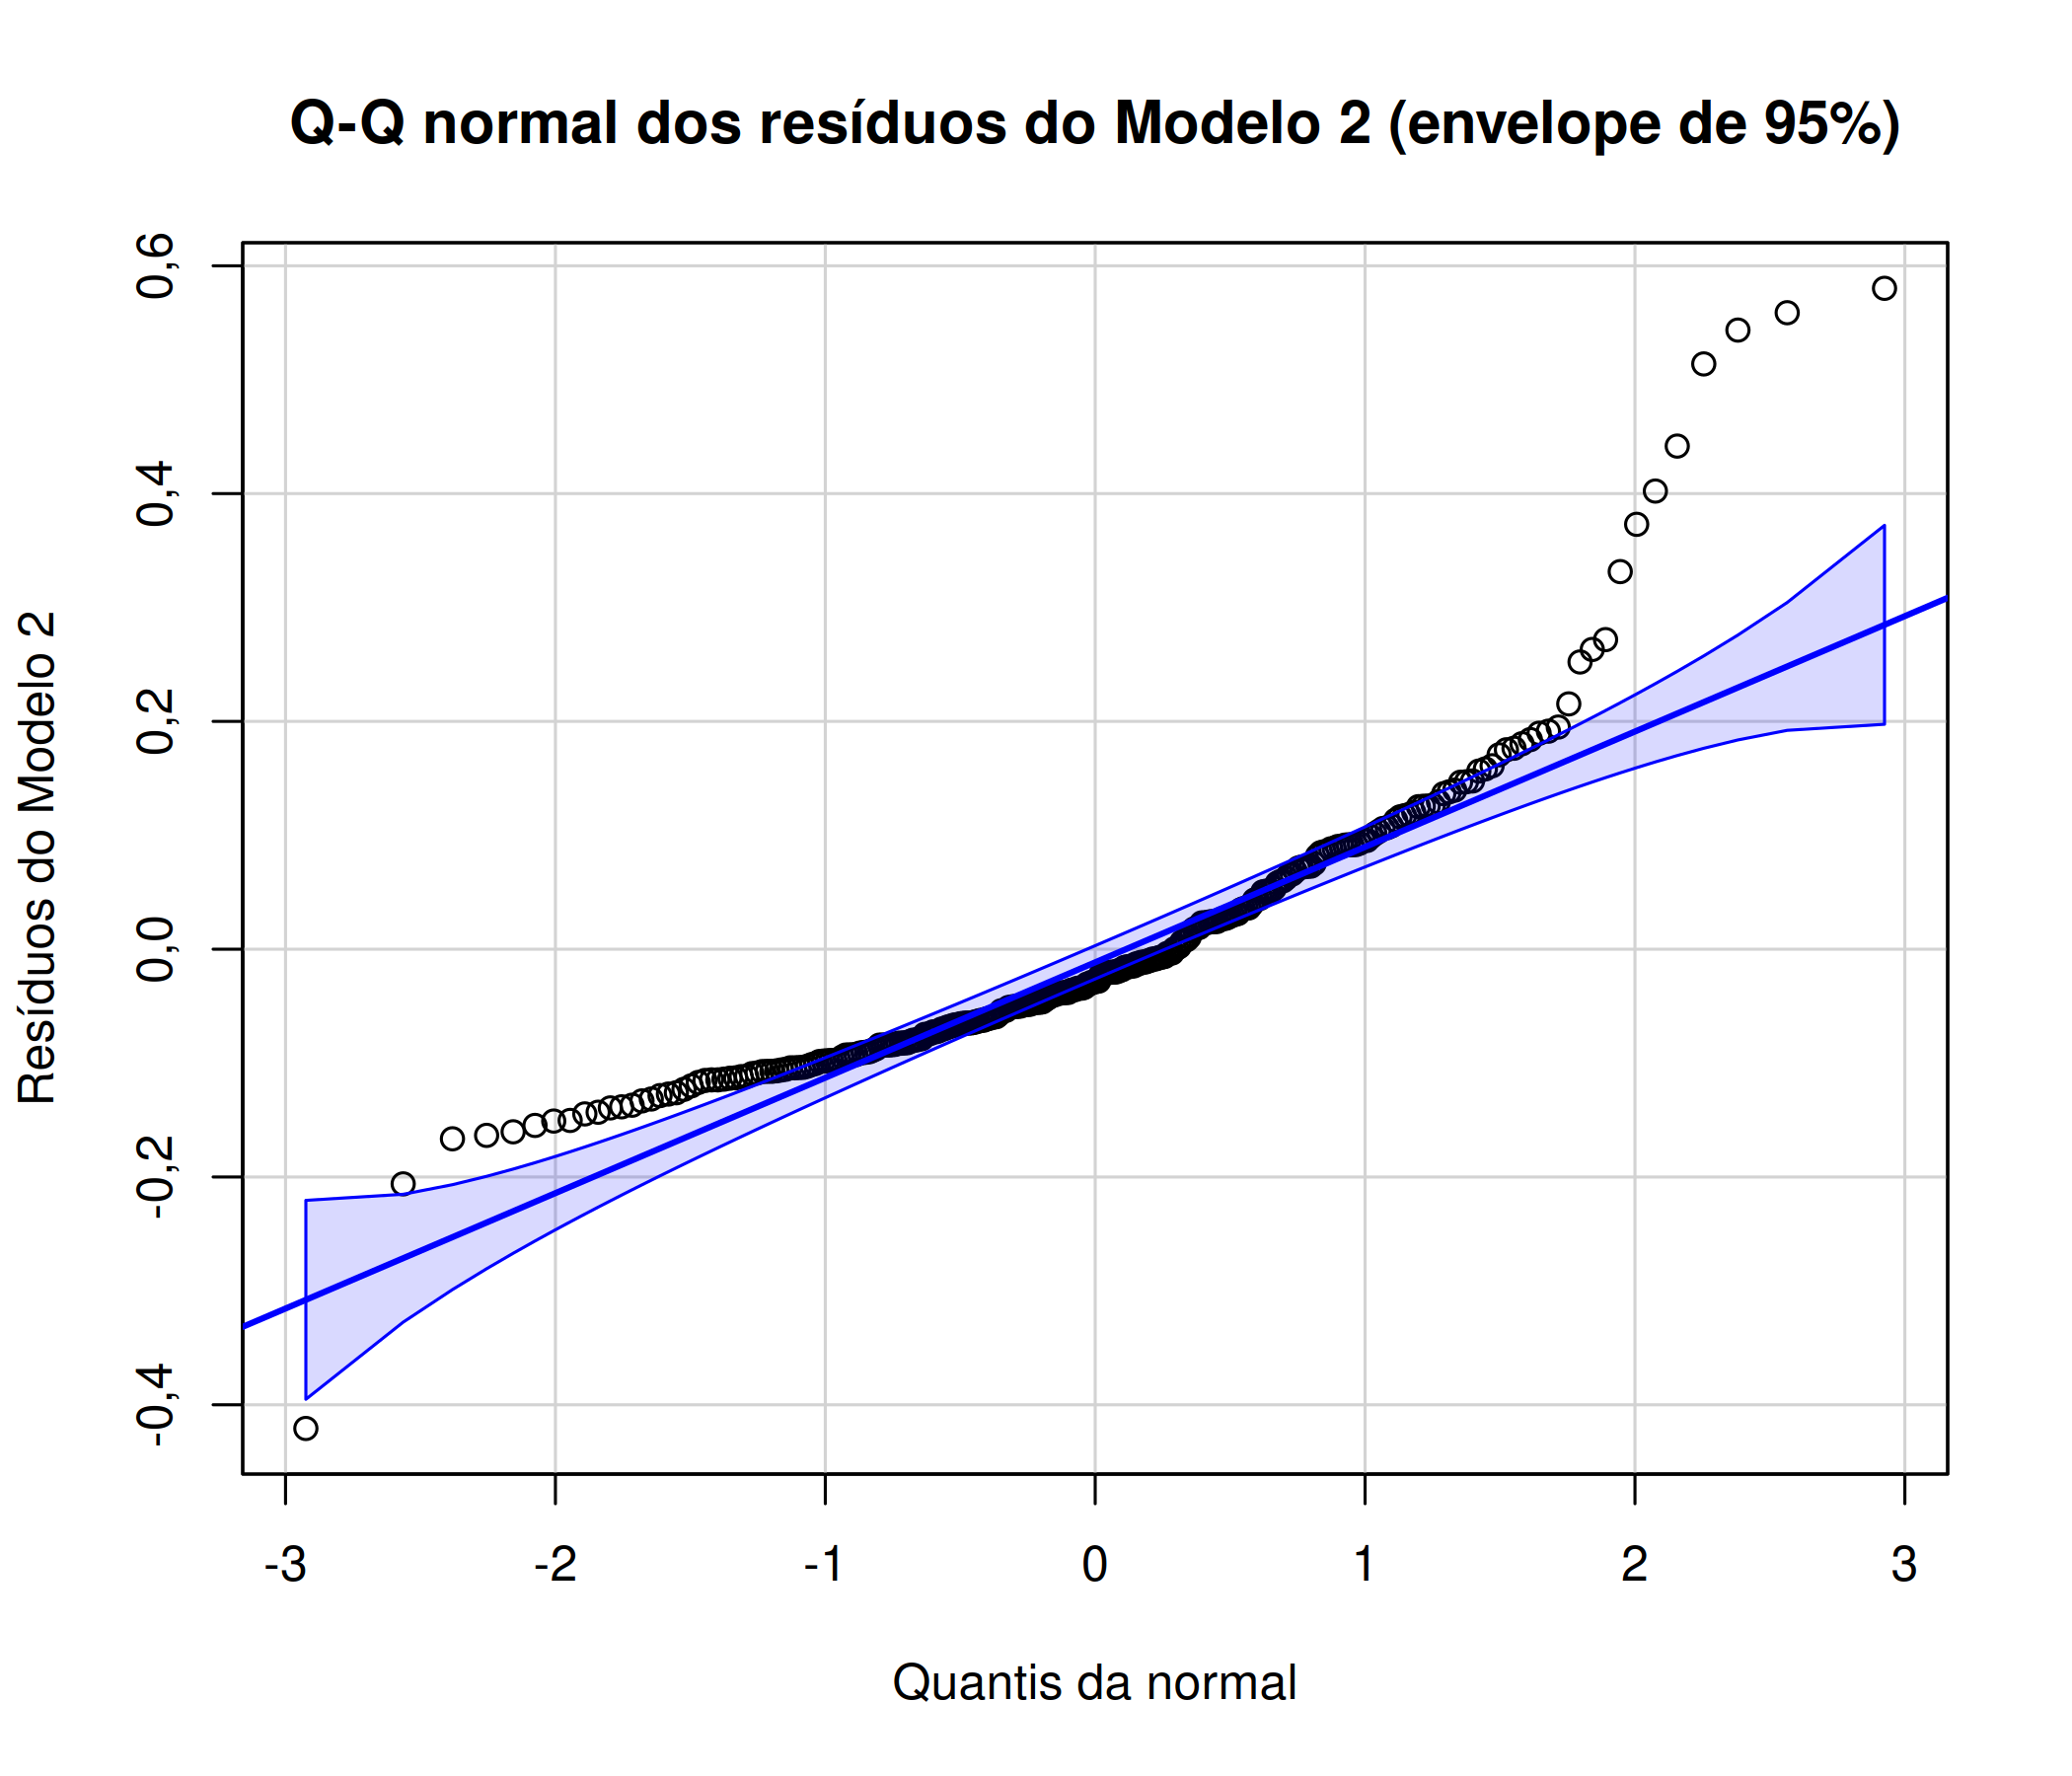 Q-Q normal dos resíduos do Modelo 2 (envelope de 95%)
Resíduos do Modelo 2
0,6
0,4
0,2
0,0
-0,2
-0,4
-3 -2 -1 0 1 2 3
Quantis da normal